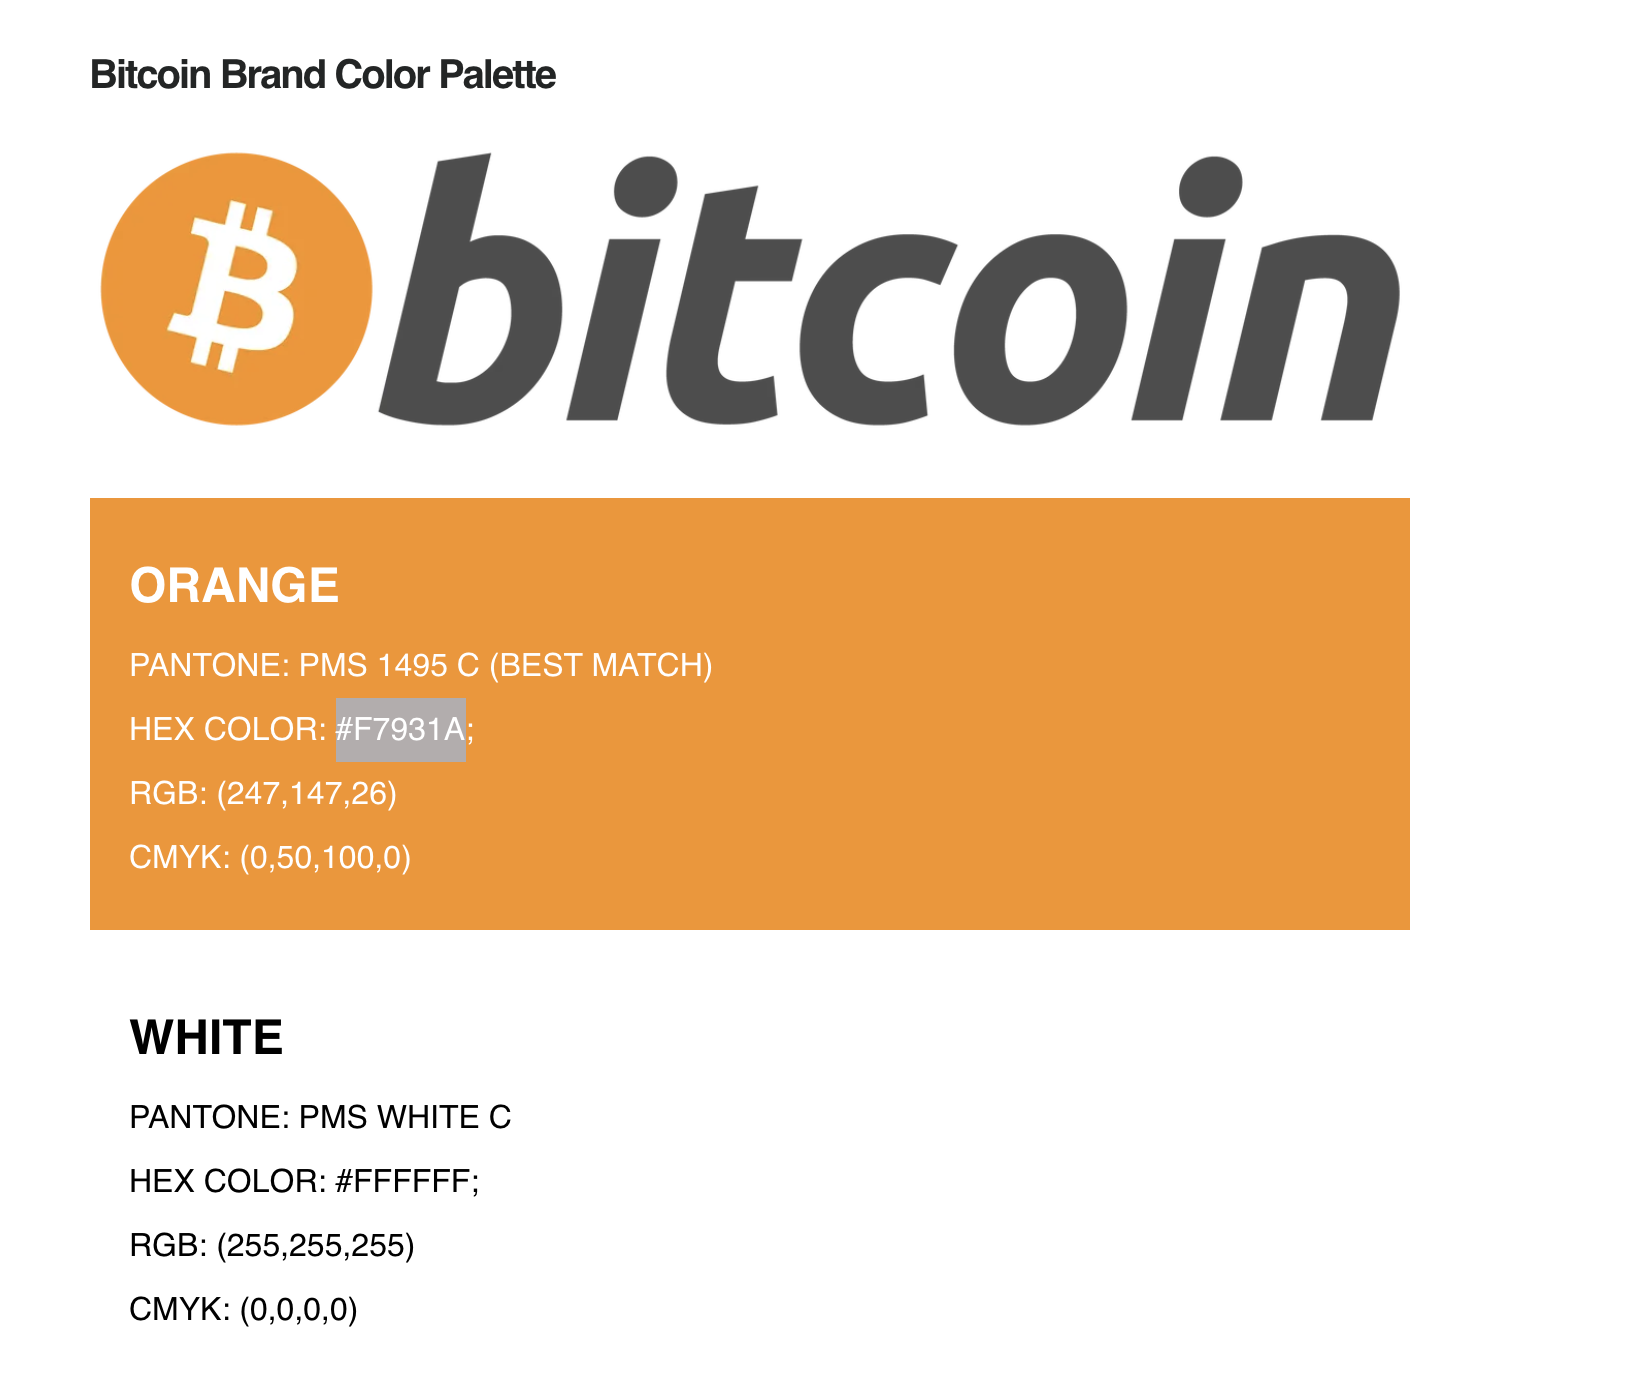 Bitcoin Brand Color Palette
bitcoin
ORANGE
PANTONE: PMS 1495 C (BEST MATCH)
HEX COLOR: #F7931A;
RGB: (247,147,26)
CMYK: (0,50,100,0)
WHITE
PANTONE: PMS WHITE C
HEX COLOR: #FFFFFF;
RGB: (255,255,255)
CMYK: (0,0,0,0)